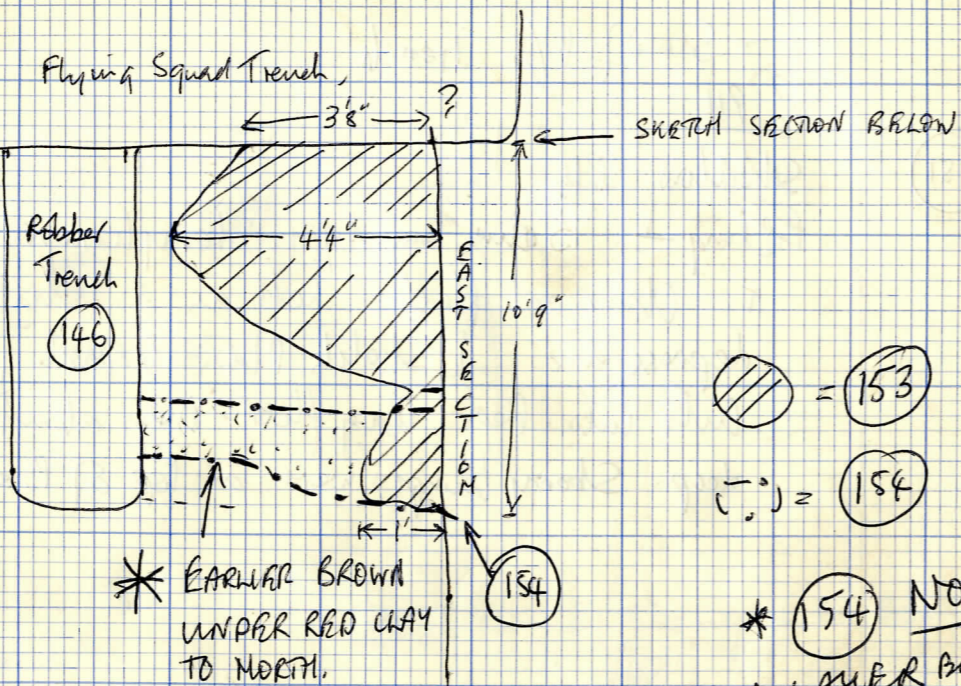 Flying Squad Trench,
3'8"
?
SKETCH SECTION BELOW
Robber
Trench
146
4'4"
EAST SECTION
10'9"
= 153
= 154
1'
154
* EARLIER BROWN
UNDER RED CLAY
TO NORTH.
* 154 NO